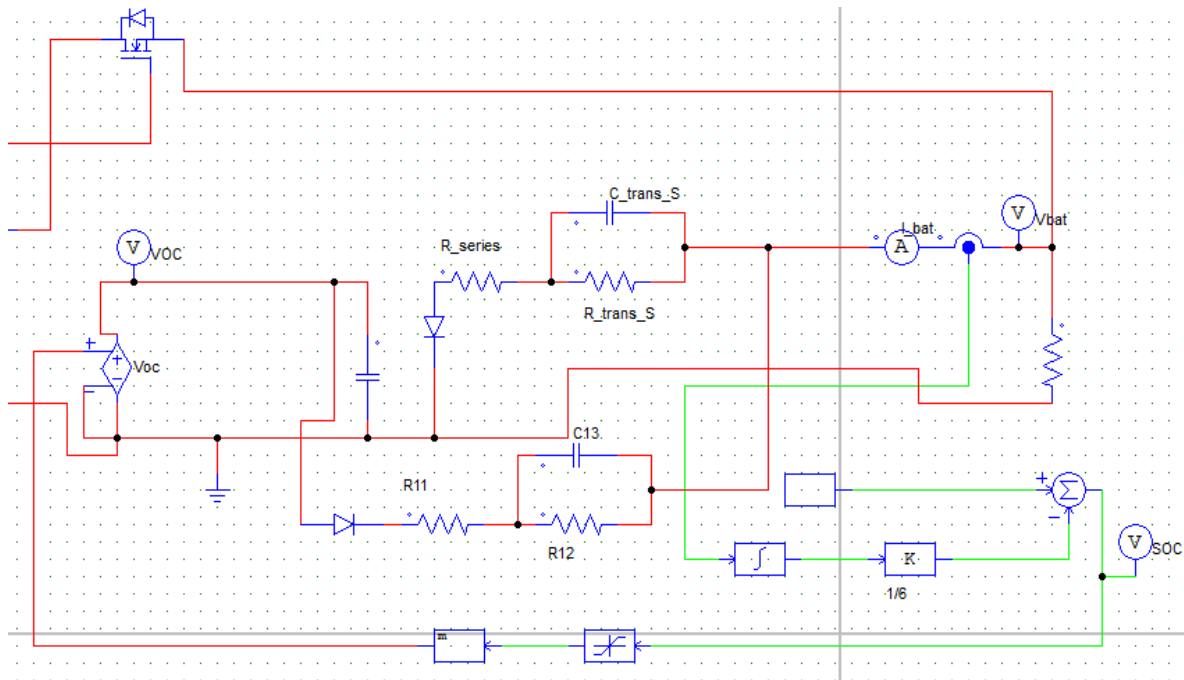 C_trans_S
V
Vbat
I_bat
A
R_series
V
VOC
R_trans_S
+
+
Voc
−
−
C13
R11
+
Σ
−
V
SOC
R12
∫
K
1/6
m